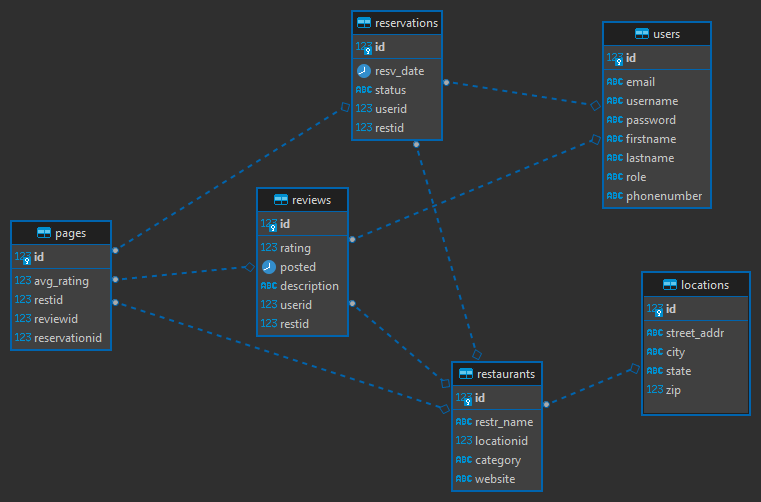 reservations
123 id
resv_date
ABC status
123 userid
123 restid
users
123 id
ABC email
ABC username
ABC password
ABC firstname
ABC lastname
ABC role
ABC phonenumber
reviews
123 id
123 rating
posted
ABC description
123 userid
123 restid
pages
123 id
123 avg_rating
123 restid
123 reviewid
123 reservationid
locations
123 id
ABC street_addr
ABC city
ABC state
123 zip
restaurants
123 id
ABC restr_name
123 locationid
ABC category
ABC website